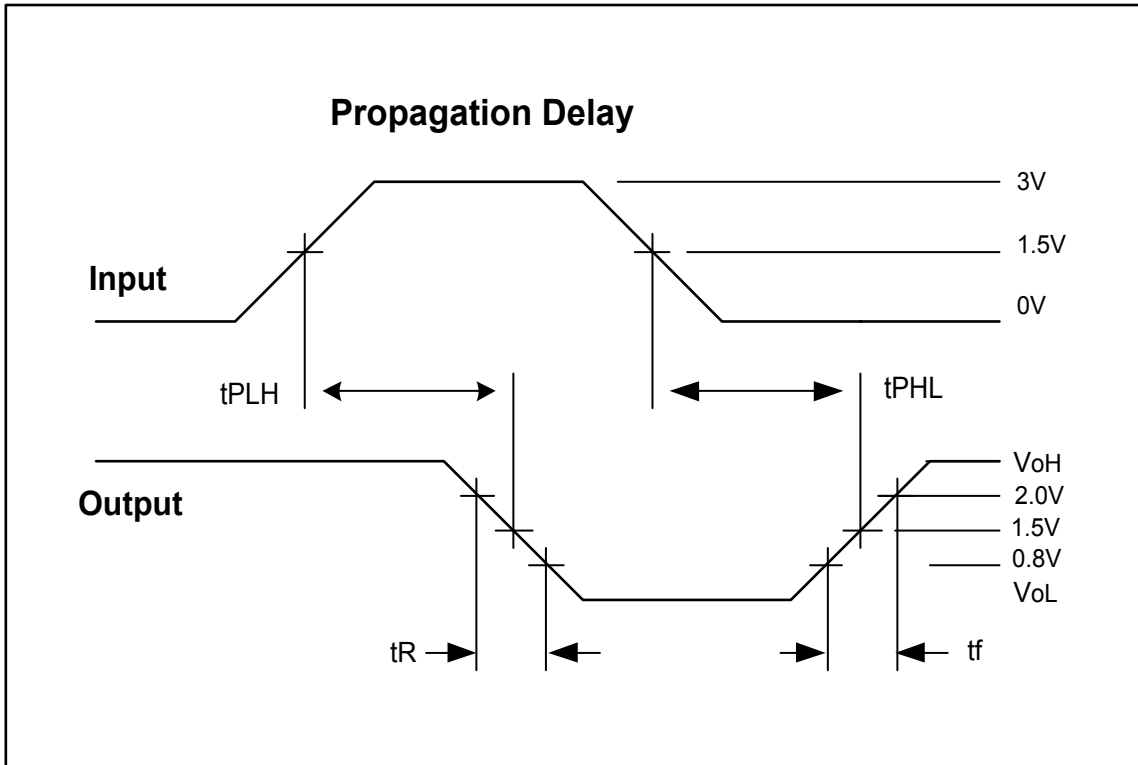 Propagation Delay
3V
1.5V
Input
0V
tPLH
tPHL
VoH
Output
2.0V
1.5V
0.8V
VoL
tR
tf